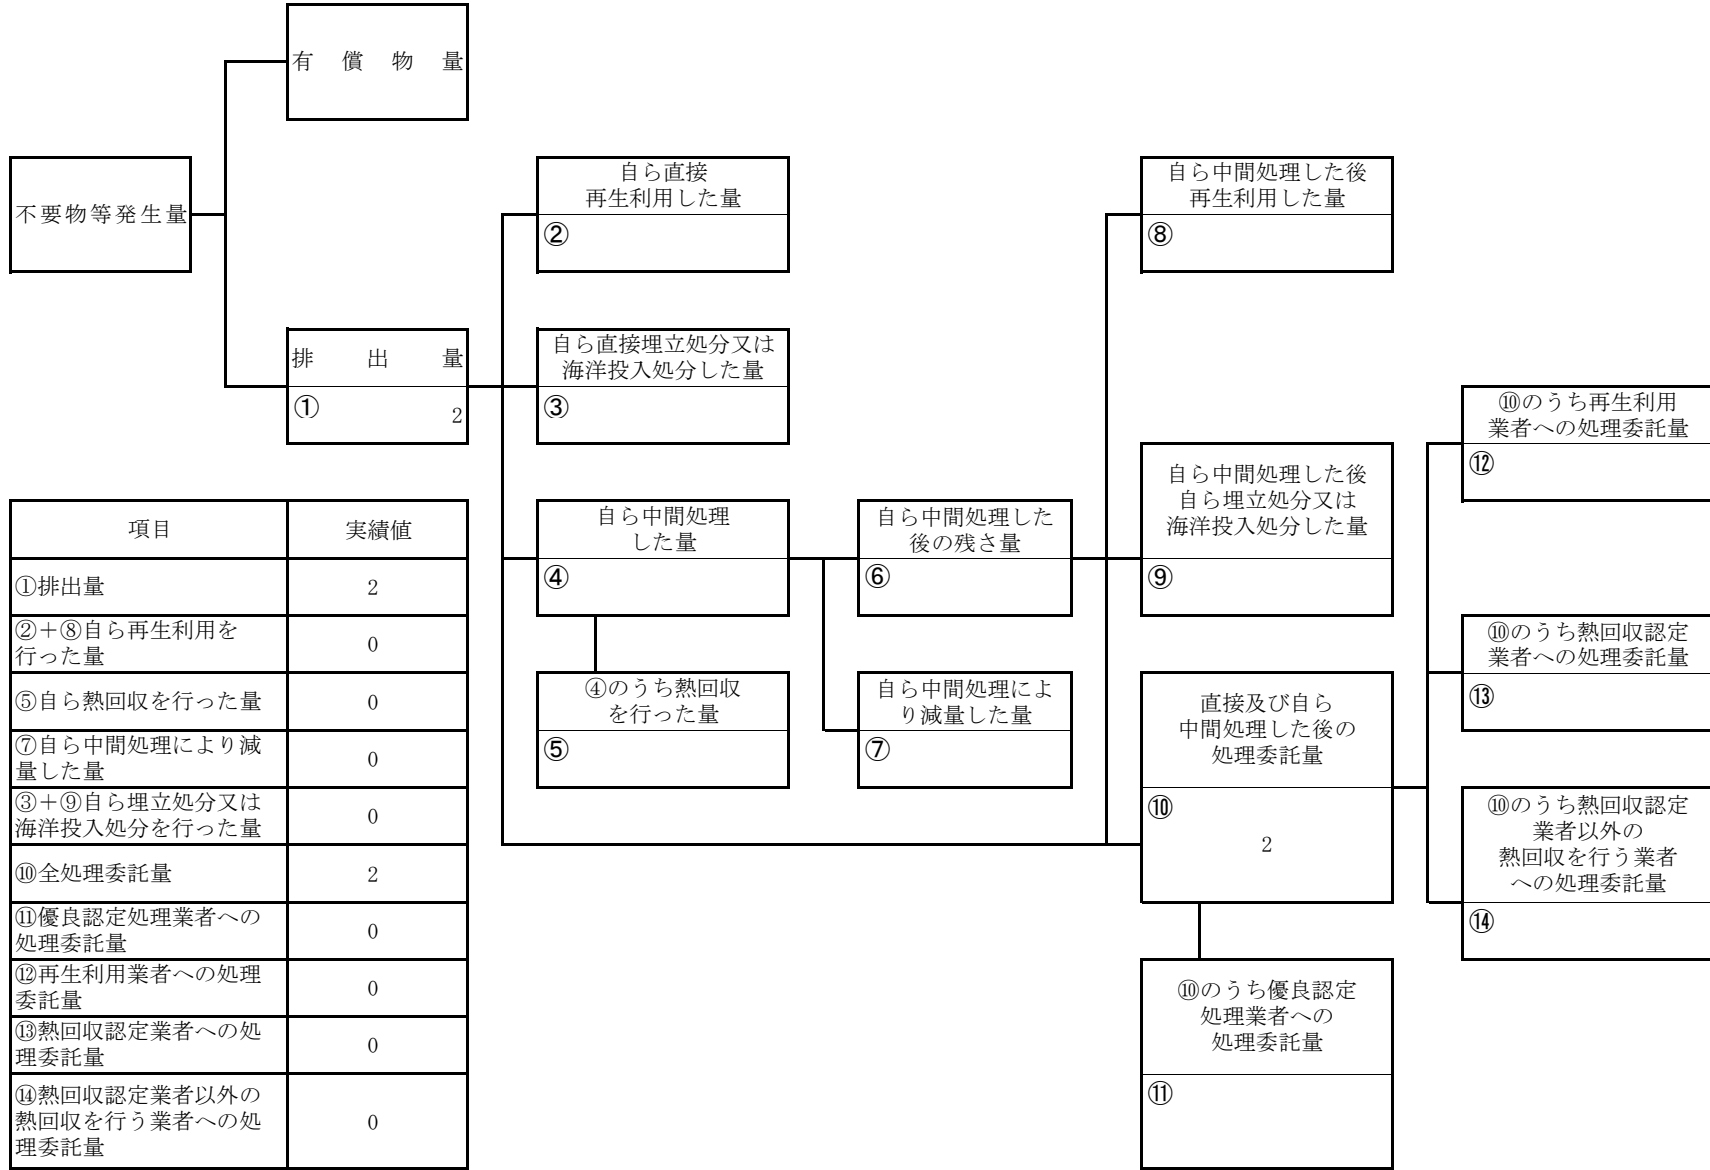 有償物量
不要物等発生量
排出量
①
2
自ら直接
再生利用した量
②
自ら直接埋立処分又は
海洋投入処分した量
③
自ら中間処理
した量
④
④のうち熱回収
を行った量
⑤
自ら中間処理した
後の残さ量
⑥
自ら中間処理によ
り減量した量
⑦
自ら中間処理した後
再生利用した量
⑧
自ら中間処理した後
自ら埋立処分又は
海洋投入処分した量
⑨
直接及び自ら
中間処理した後の
処理委託量
⑩
2
⑩のうち優良認定
処理業者への
処理委託量
⑪
⑩のうち再生利用
業者への処理委託量
⑫
⑩のうち熱回収認定
業者への処理委託量
⑬
⑩のうち熱回収認定
業者以外の
熱回収を行う業者
への処理委託量
⑭
項目 実績値
①排出量 2
②+⑧自ら再生利用を
行った量 0
⑤自ら熱回収を行った量 0
⑦自ら中間処理により減
量した量 0
③+⑨自ら埋立処分又は
海洋投入処分を行った量 0
⑩全処理委託量 2
⑪優良認定処理業者への
処理委託量 0
⑫再生利用業者への処理
委託量 0
⑬熱回収認定業者への処
理委託量 0
⑭熱回収認定業者以外の
熱回収を行う業者への処
理委託量 0